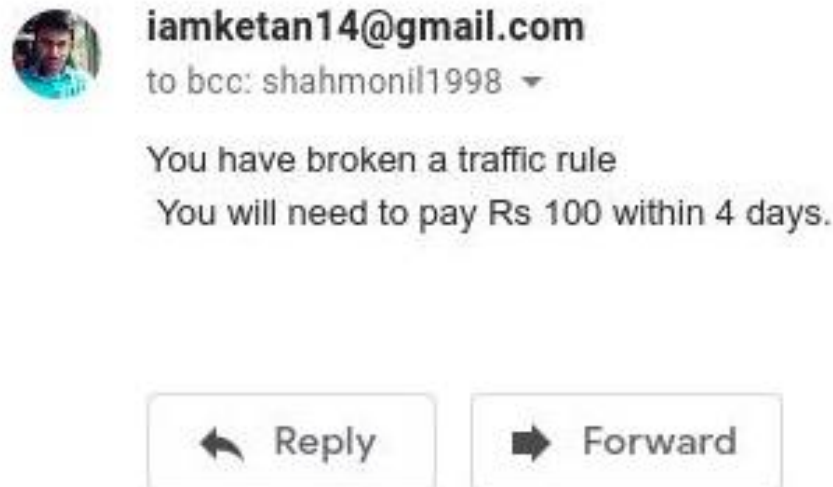 iamketan14@gmail.com
to bcc: shahmonil1998
You have broken a traffic rule
You will need to pay Rs 100 within 4 days.
Reply Forward